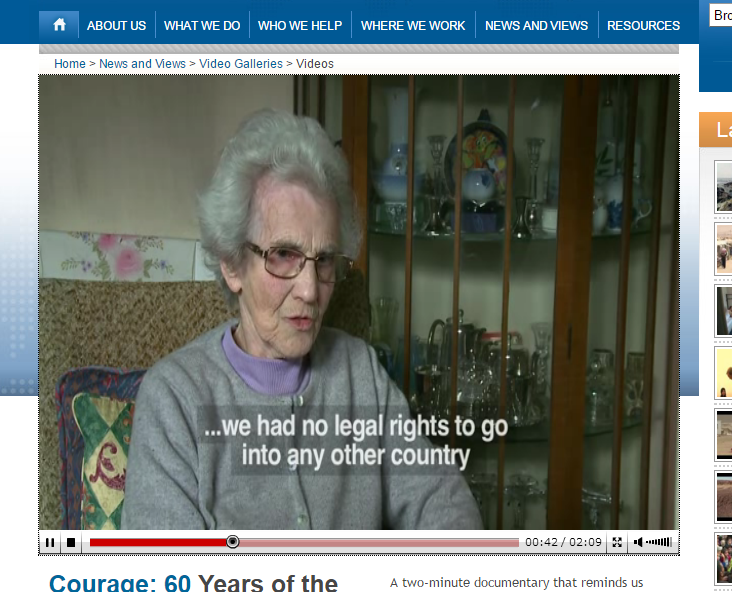 Bro
ABOUT US WHAT WE DO WHO WE HELP WHERE WE WORK NEWS AND VIEWS RESOURCES
La
Home > News and Views > Video Galleries > Videos
...we had no legal rights to go
into any other country
00:42 / 02:09
Courage: 60 Years of the
A two-minute documentary that reminds us